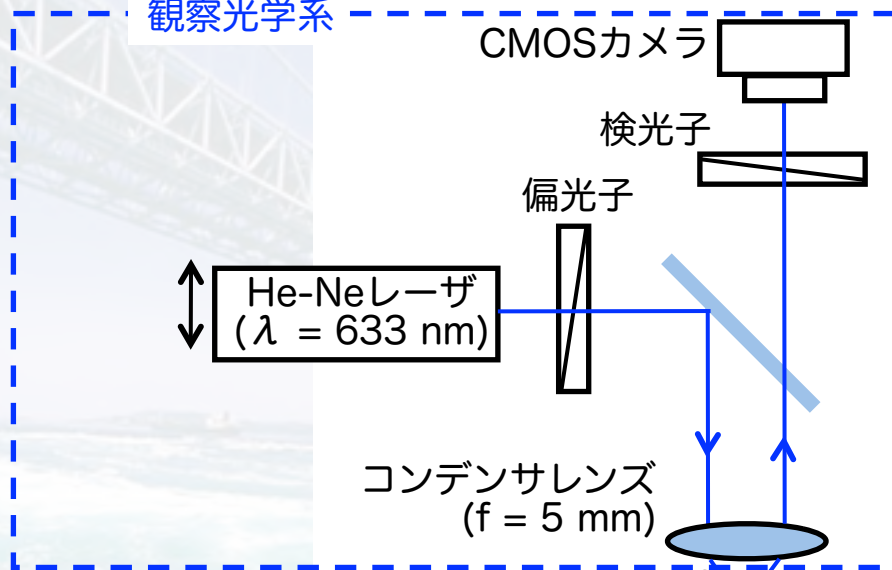 観察光学系
CMOSカメラ
検光子
偏光子
He-Neレーザ
(λ = 633 nm)
コンデンサレンズ
(f = 5 mm)